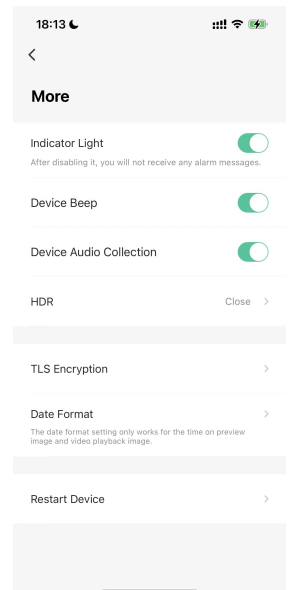 18:13
More
Indicator Light
After disabling it, you will not receive any alarm messages.
Device Beep
Device Audio Collection
HDR
Close
TLS Encryption
Date Format
The date format setting only works for the time on preview
image and video playback image.
Restart Device